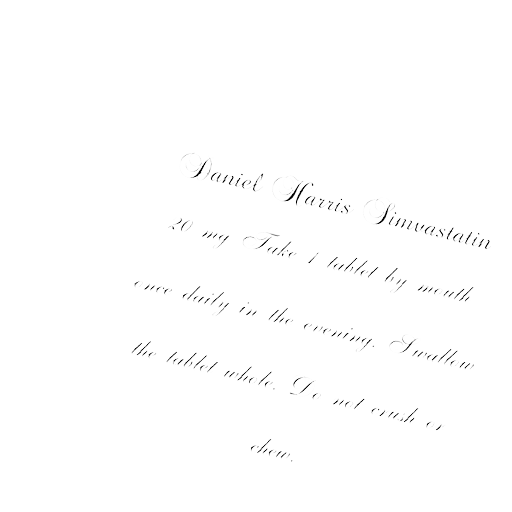 Daniel Harris Simvastatin
20 mg Take 1 tablet by mouth
once daily in the evening. Swallow
the tablet whole. Do not crush or
chew.